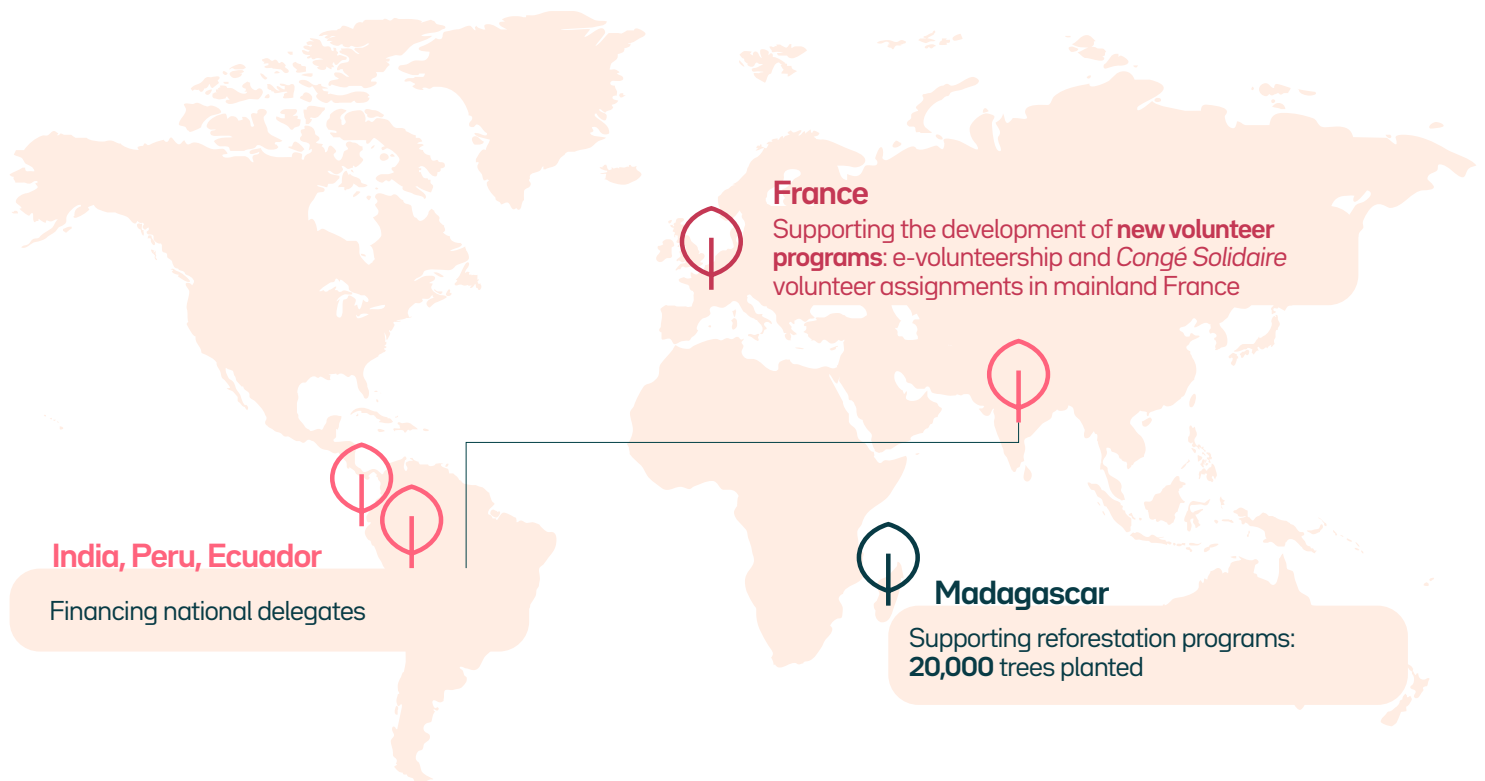 France
Supporting the development of new volunteer
programs: e-volunteership and Congé Solidaire
volunteer assignments in mainland France
India, Peru, Ecuador
Financing national delegates
Madagascar
Supporting reforestation programs:
20,000 trees planted